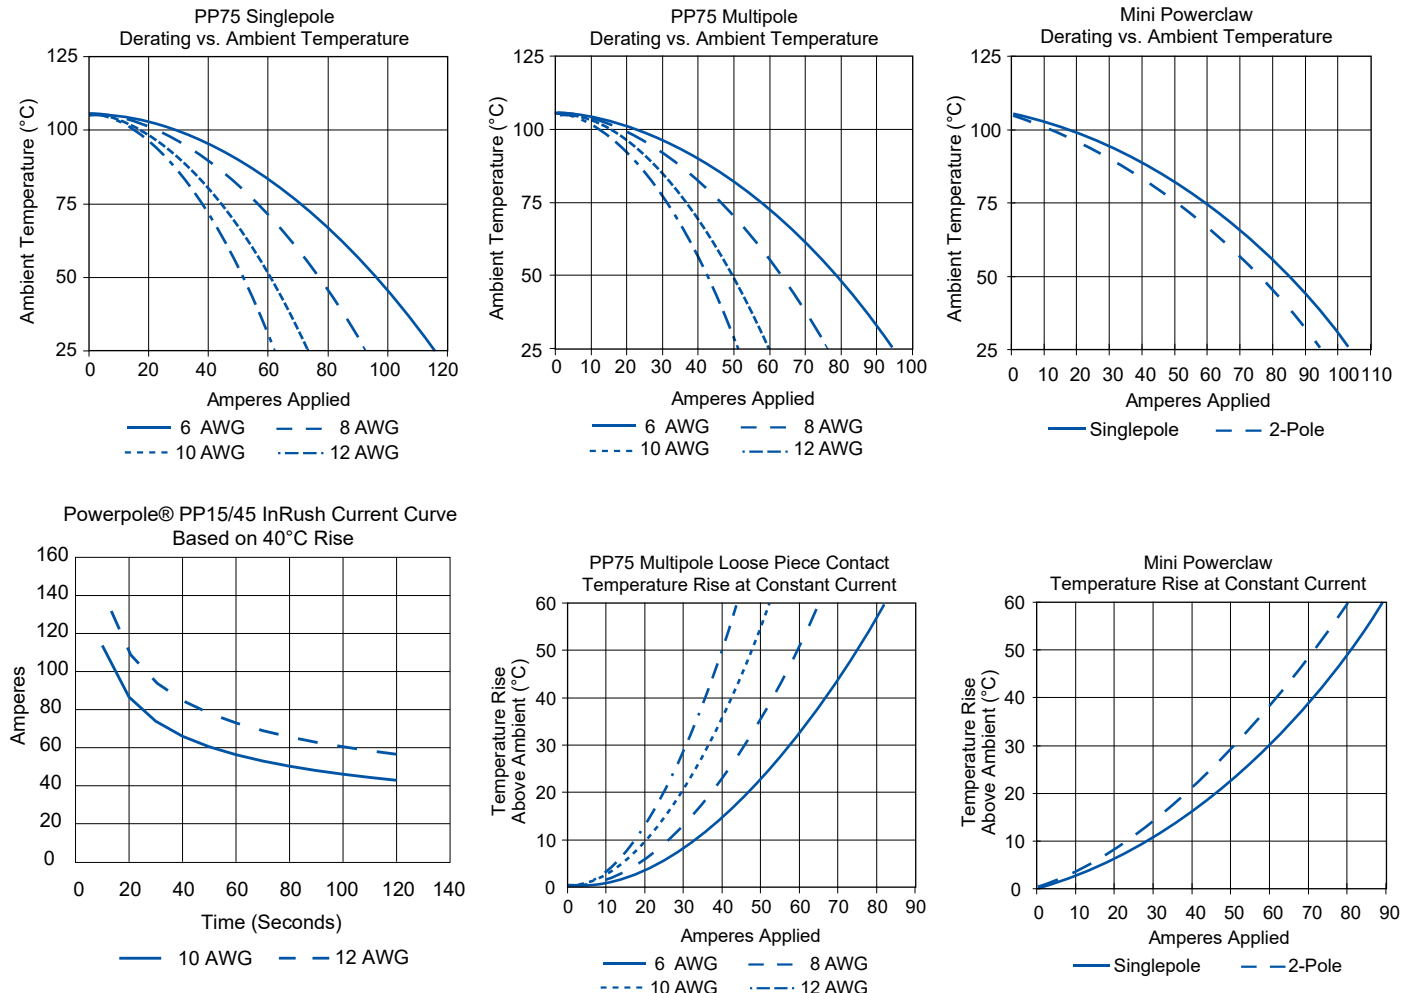 PP75 Singlepole
Derating vs. Ambient Temperature
125
100
75
50
25
Ambient Temperature (°C)
0 20 40 60 80 100 120
Amperes Applied
6 AWG 8 AWG
10 AWG 12 AWG
PP75 Multipole
Derating vs. Ambient Temperature
125
100
75
50
25
Ambient Temperature (°C)
0 10 20 30 40 50 60 70 80 90 100
Amperes Applied
6 AWG 8 AWG
10 AWG 12 AWG
Mini Powerclaw
Derating vs. Ambient Temperature
125
100
75
50
25
Ambient Temperature (°C)
0 10 20 30 40 50 60 70 80 90 100 110
Amperes Applied
Singlepole 2-Pole
Powerpole® PP15/45 InRush Current Curve
Based on 40°C Rise
160
140
120
100
80
60
40
20
0
Amperes
0 20 40 60 80 100 120 140
Time (Seconds)
10 AWG 12 AWG
PP75 Multipole Loose Piece Contact
Temperature Rise at Constant Current
60
50
40
30
20
10
0
Temperature Rise
Above Ambient (°C)
0 10 20 30 40 50 60 70 80 90
Amperes Applied
6 AWG 8 AWG
10 AWG 12 AWG
Mini Powerclaw
Temperature Rise at Constant Current
60
50
40
30
20
10
0
Temperature Rise
Above Ambient (°C)
0 10 20 30 40 50 60 70 80 90
Amperes Applied
Singlepole 2-Pole